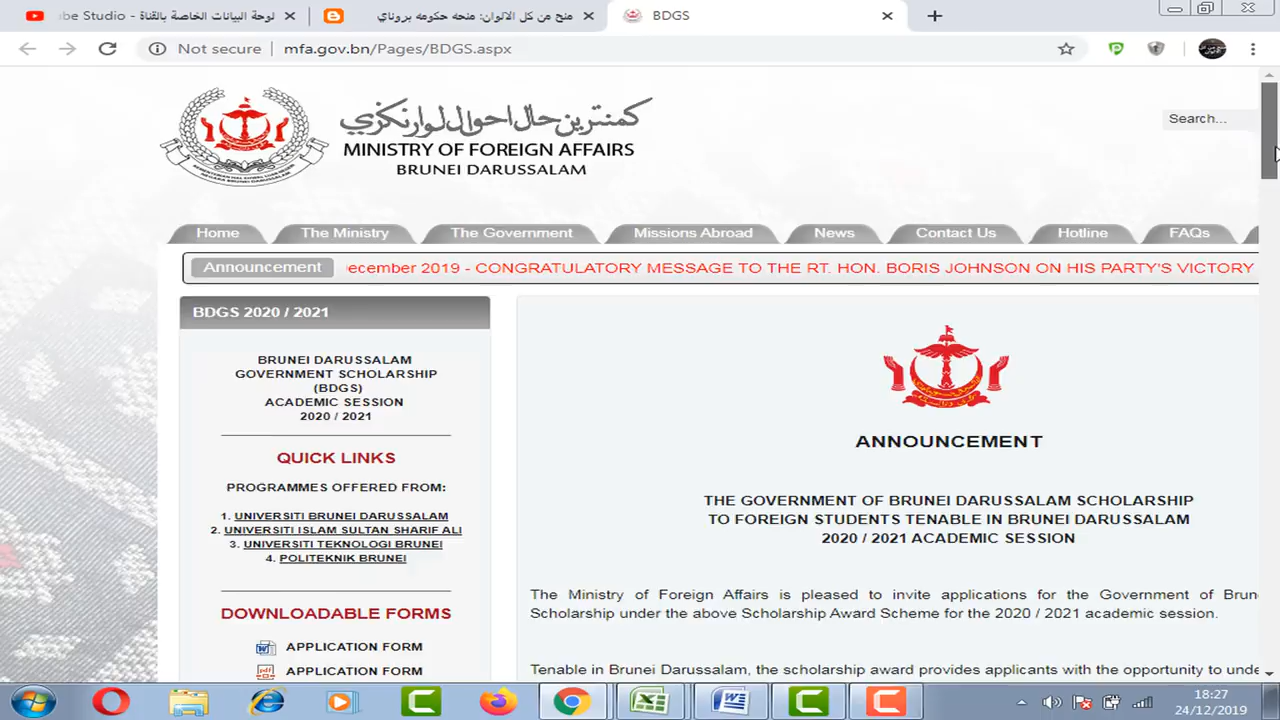 لوحة البيانات الخاصة بالقناة - be Studio
منح من كل الالوان: منحه حكومه بروناي
BDGS
Not secure
mfa.gov.bn/Pages/BDGS.aspx
MINISTRY OF FOREIGN AFFAIRS
BRUNEI DARUSSALAM
Search...
Home
The Ministry
The Government
Missions Abroad
News
Contact Us
Hotline
FAQs
Announcement
ecember 2019 - CONGRATULATORY MESSAGE TO THE RT. HON. BORIS JOHNSON ON HIS PARTY'S VICTORY
BDGS 2020 / 2021
BRUNEI DARUSSALAM
GOVERNMENT SCHOLARSHIP
(BDGS)
ACADEMIC SESSION
2020 / 2021
QUICK LINKS
PROGRAMMES OFFERED FROM:
1. UNIVERSITI BRUNEI DARUSSALAM
2. UNIVERSITI ISLAM SULTAN SHARIF ALI
3. UNIVERSITI TEKNOLOGI BRUNEI
4. POLITEKNIK BRUNEI
DOWNLOADABLE FORMS
APPLICATION FORM
APPLICATION FORM
ANNOUNCEMENT
THE GOVERNMENT OF BRUNEI DARUSSALAM SCHOLARSHIP
TO FOREIGN STUDENTS TENABLE IN BRUNEI DARUSSALAM
2020 / 2021 ACADEMIC SESSION
The Ministry of Foreign Affairs is pleased to invite applications for the Government of Brun
Scholarship under the above Scholarship Award Scheme for the 2020 / 2021 academic session.
Tenable in Brunei Darussalam, the scholarship award provides applicants with the opportunity to unde
18:27
24/12/2019